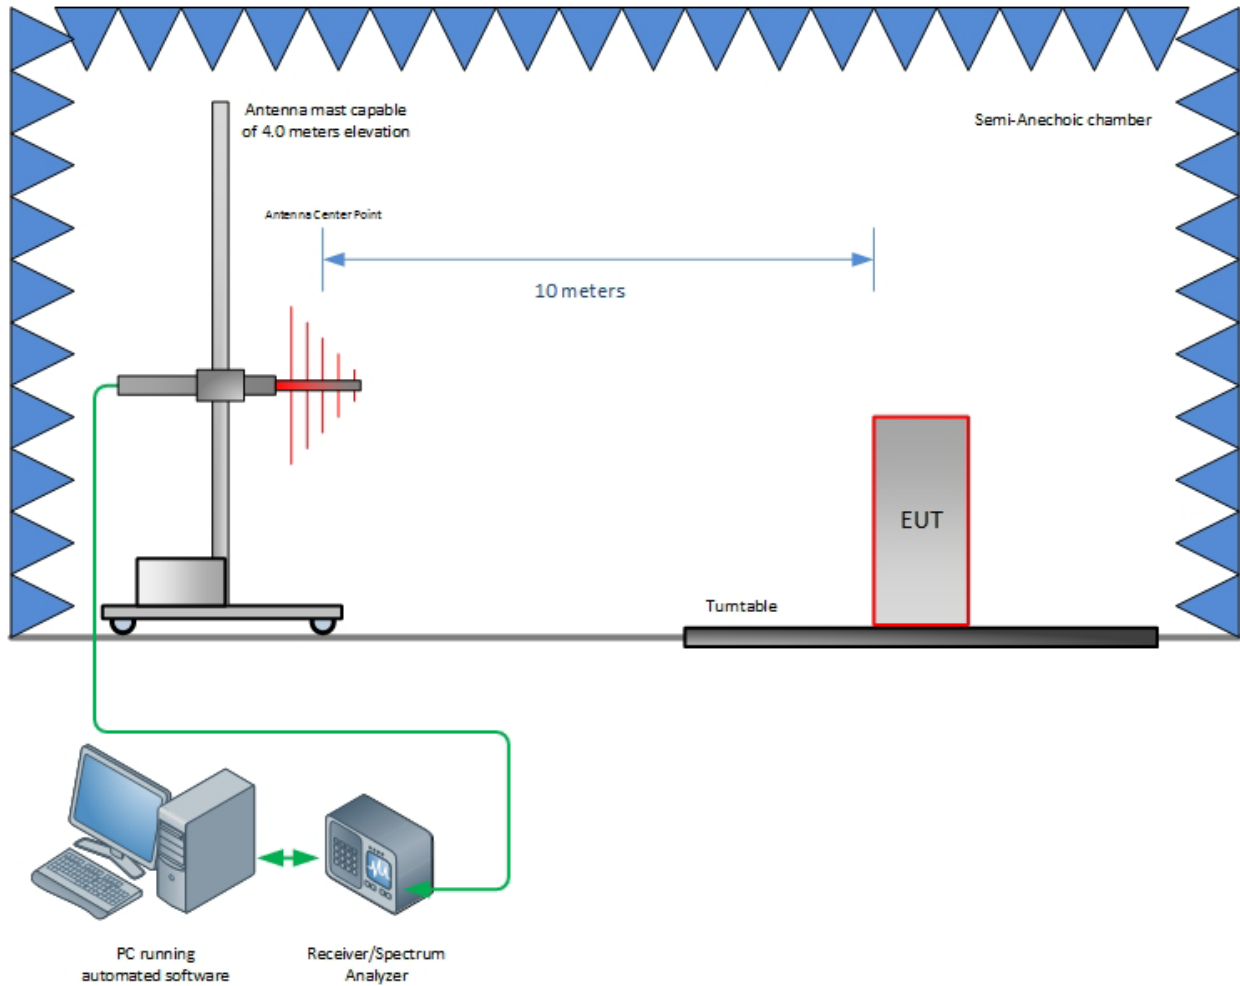 Antenna mast capable
of 4.0 meters elevation
Semi-Anechoic chamber
Antenna Center Point
10 meters
EUT
Turntable
PC running
automated software
Receiver/Spectrum
Analyzer